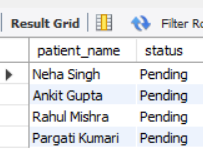 Result Grid Filter Ro
patient_name status
Neha Singh Pending
Ankit Gupta Pending
Rahul Mishra Pending
Pargati Kumari Pending